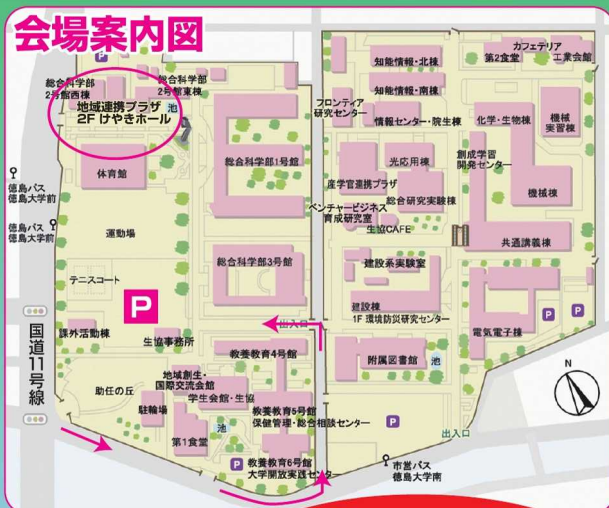 会場案内図
P
総合科学部
2号館西棟
総合科学部
2号館東棟
池
地域連携プラザ
2F けやきホール
体育館
総合科学部1号館
徳島バス
徳島大学前
徳島バス
徳島大学前
運動場
テニスコート
P
総合科学部3号館
国道11号線
課外活動棟
生協事務所
出入口
教養教育4号館
地域創生・
国際交流会館
学生会館・生協
助任の丘
駐輪場
第1食堂
池
教養教育5号館
保健管理・総合相談センター
P
教養教育6号館
大学開放実践センター
知能情報・北棟
カフェテリア
第2食堂
工業会館
知能情報・南棟
フロンティア
研究センター
情報センター・院生棟
化学・生物棟
機械
実習棟
光応用棟
創成学習
開発センター
産学官連携プラザ
総合研究実験棟
機械棟
ベンチャービジネス
育成研究室
生協CAFE
共通講義棟
建設系実験室
建設棟
1F 環境防災研究センター
電気電子棟
P
P
附属図書館
池
N
P
出入口
市営バス
徳島大学南